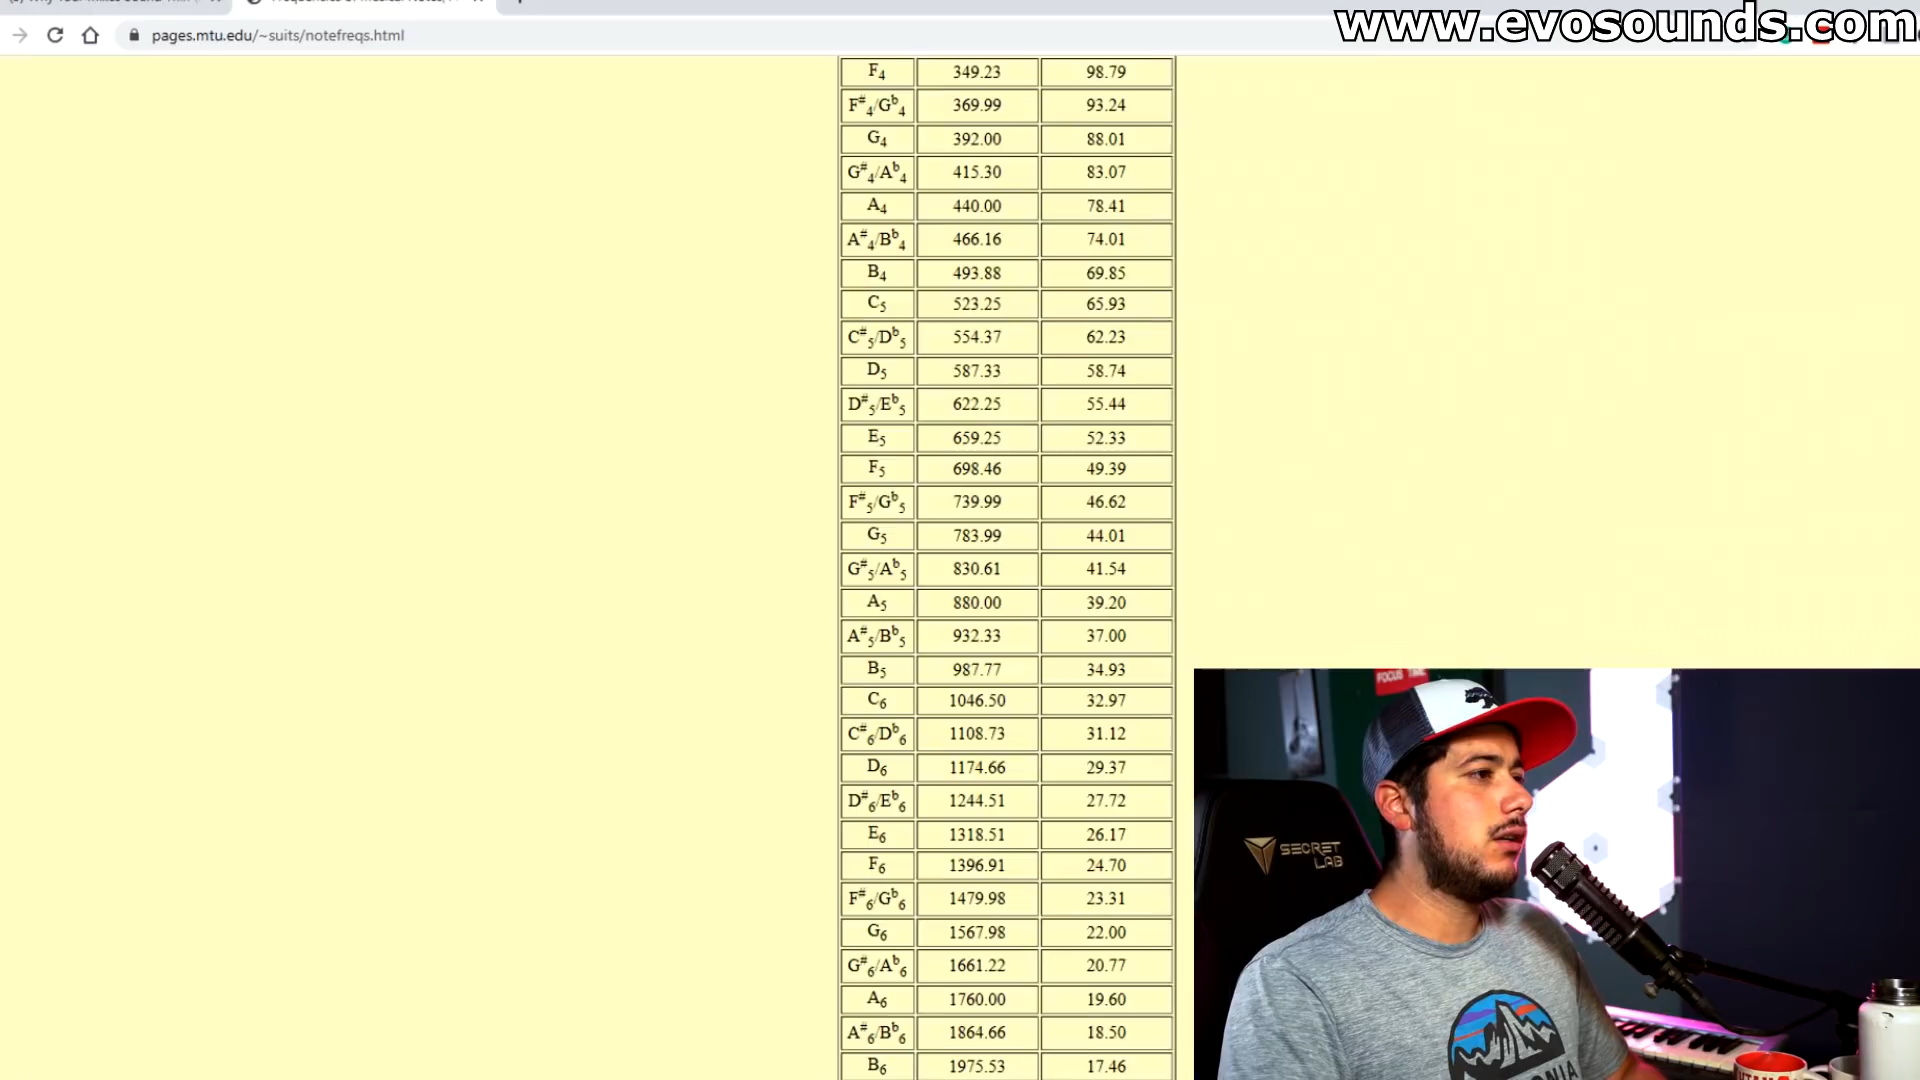 www.evosounds.com
pages.mtu.edu/~suits/notefreqs.html
F4 349.23 98.79
F#4/Gb4 369.99 93.24
G4 392.00 88.01
G#4/Ab4 415.30 83.07
A4 440.00 78.41
A#4/Bb4 466.16 74.01
B4 493.88 69.85
C5 523.25 65.93
C#5/Db5 554.37 62.23
D5 587.33 58.74
D#5/Eb5 622.25 55.44
E5 659.25 52.33
F5 698.46 49.39
F#5/Gb5 739.99 46.62
G5 783.99 44.01
G#5/Ab5 830.61 41.54
A5 880.00 39.20
A#5/Bb5 932.33 37.00
B5 987.77 34.93
C6 1046.50 32.97
C#6/Db6 1108.73 31.12
D6 1174.66 29.37
D#6/Eb6 1244.51 27.72
E6 1318.51 26.17
F6 1396.91 24.70
F#6/Gb6 1479.98 23.31
G6 1567.98 22.00
G#6/Ab6 1661.22 20.77
A6 1760.00 19.60
A#6/Bb6 1864.66 18.50
B6 1975.53 17.46
FOCUS
SECRET
LAB